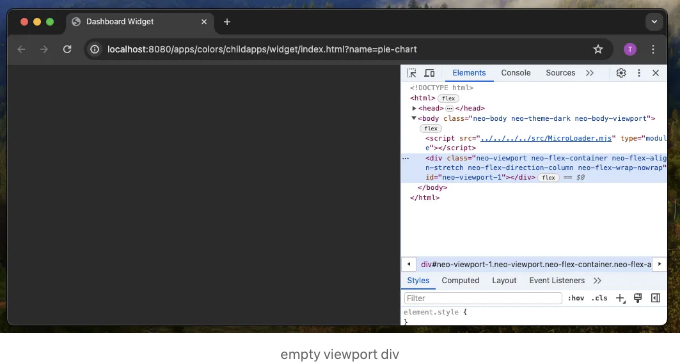 Dashboard Widget
localhost:8080/apps/colors/childapps/widget/index.html?name=pie-chart
T
Elements Console Sources
<!DOCTYPE html>
<html> flex
<head> … </head>
<body class="neo-body neo-theme-dark neo-body-viewport">
flex
<script src="../../../../src/MicroLoader.mjs" type="modul
e"></script>
<div class="neo-viewport neo-flex-container neo-flex-alig
n-stretch neo-flex-direction-column neo-flex-wrap-nowrap"
id="neo-viewport-1"></div> flex == $0
</body>
</html>
div#neo-viewport-1.neo-viewport.neo-flex-container.neo-flex-a
Styles Computed Layout Event Listeners
Filter :hov .cls
element.style {
}
empty viewport div